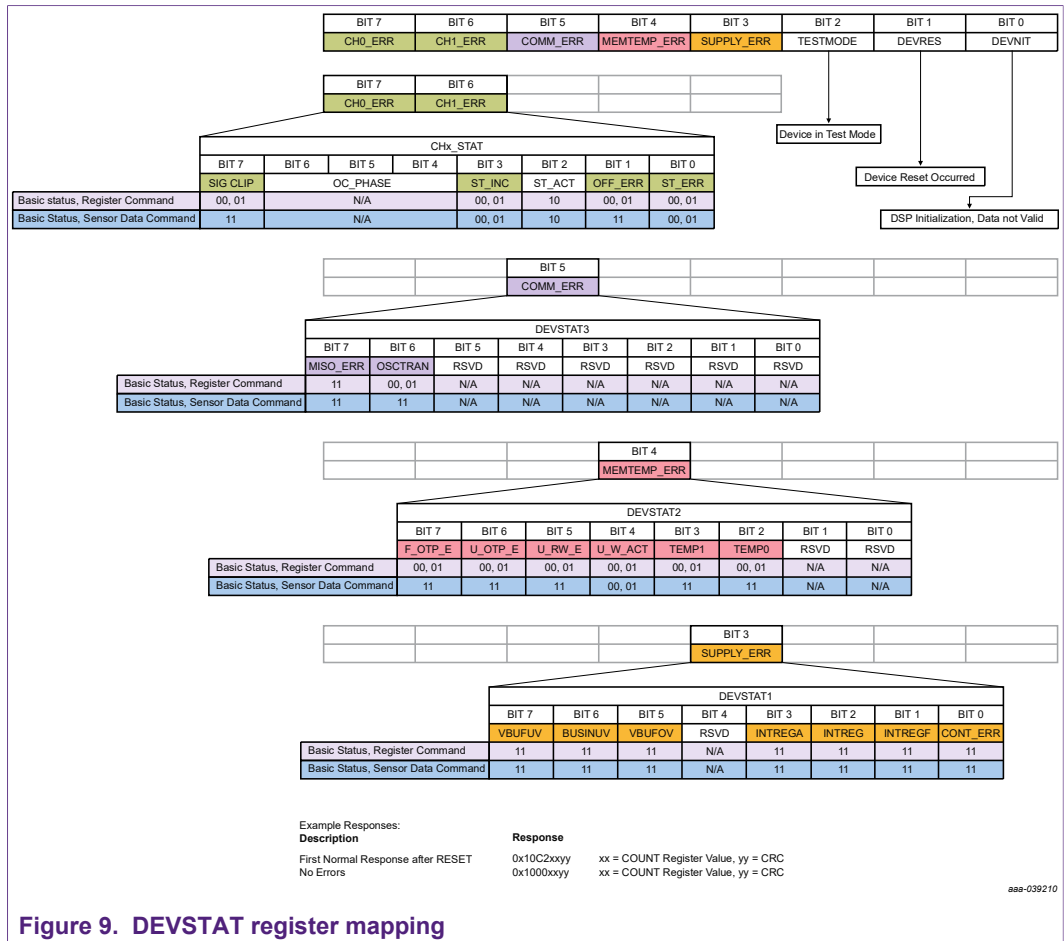 BIT 7 BIT 6 BIT 5 BIT 4 BIT 3 BIT 2 BIT 1 BIT 0
CH0_ERR CH1_ERR COMM_ERR MEMTEMP_ERR SUPPLY_ERR TESTMODE DEVRES DEVNIT
BIT 7 BIT 6
CH0_ERR CH1_ERR
Device in Test Mode
CHx_STAT
BIT 7 BIT 6 BIT 5 BIT 4 BIT 3 BIT 2 BIT 1 BIT 0
Device Reset Occurred
SIG CLIP OC_PHASE ST_INC ST_ACT OFF_ERR ST_ERR
Basic status, Register Command 00, 01 N/A 00, 01 10 00, 01 00, 01
Basic Status, Sensor Data Command 11 N/A 00, 01 10 11 00, 01
DSP Initialization, Data not Valid
BIT 5
COMM_ERR
DEVSTAT3
BIT 7 BIT 6 BIT 5 BIT 4 BIT 3 BIT 2 BIT 1 BIT 0
MISO_ERR OSCTRAN RSVD RSVD RSVD RSVD RSVD RSVD
Basic Status, Register Command 11 00, 01 N/A N/A N/A N/A N/A N/A
Basic Status, Sensor Data Command 11 11 N/A N/A N/A N/A N/A N/A
BIT 4
MEMTEMP_ERR
DEVSTAT2
BIT 7 BIT 6 BIT 5 BIT 4 BIT 3 BIT 2 BIT 1 BIT 0
F_OTP_E U_OTP_E U_RW_E U_W_ACT TEMP1 TEMP0 RSVD RSVD
Basic Status, Register Command 00, 01 00, 01 00, 01 00, 01 00, 01 00, 01 N/A N/A
Basic Status, Sensor Data Command 11 11 11 00, 01 11 11 N/A N/A
BIT 3
SUPPLY_ERR
DEVSTAT1
BIT 7 BIT 6 BIT 5 BIT 4 BIT 3 BIT 2 BIT 1 BIT 0
VBUFUV BUSINUV VBUFOV RSVD INTREGA INTREG INTREGF CONT_ERR
Basic Status, Register Command 11 11 11 N/A 11 11 11 11
Basic Status, Sensor Data Command 11 11 11 N/A 11 11 11 11
Example Responses:
Description Response
First Normal Response after RESET 0x10C2xxyy xx = COUNT Register Value, yy = CRC
No Errors 0x1000xxyy xx = COUNT Register Value, yy = CRC
aaa-039210
Figure 9. DEVSTAT register mapping